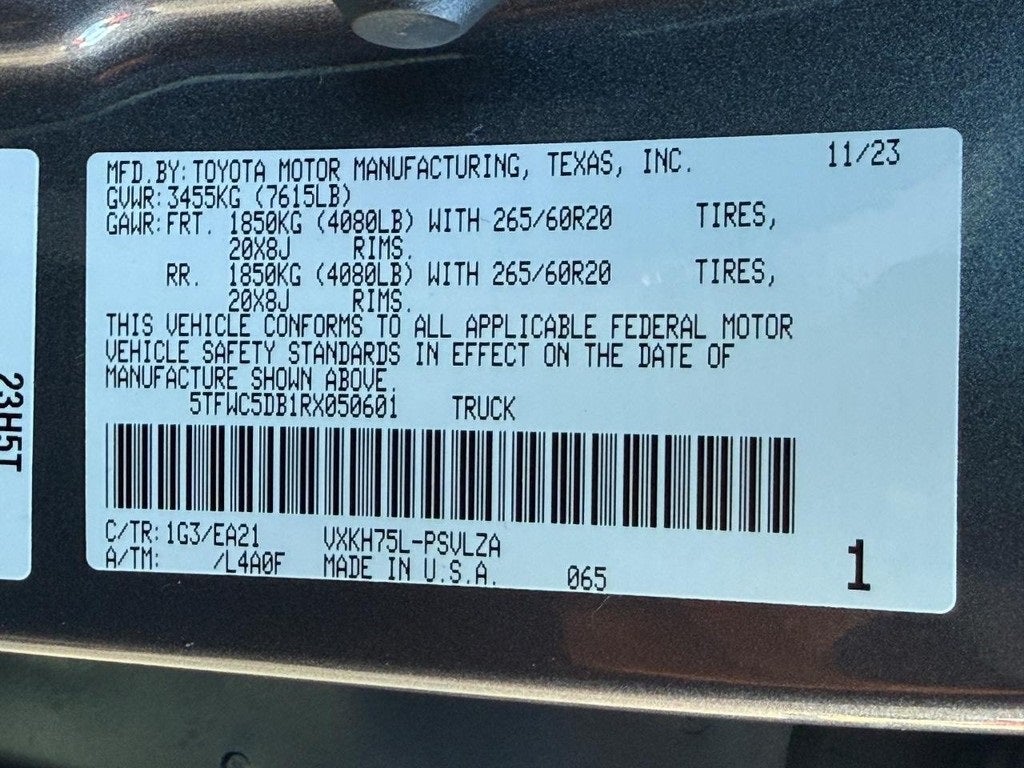 MFD.BY: TOYOTA MOTOR MANUFACTURING, TEXAS, INC. 11/23
GVWR: 3455KG (7615LB)
GAWR: FRT. 1850KG (4080LB) WITH 265/60R20 TIRES,
20X8J RIMS.
RR. 1850KG (4080LB) WITH 265/60R20 TIRES,
20X8J RIMS.
THIS VEHICLE CONFORMS TO ALL APPLICABLE FEDERAL MOTOR
VEHICLE SAFETY STANDARDS IN EFFECT ON THE DATE OF
MANUFACTURE SHOWN ABOVE.
5TFWC5DB1RX050601 TRUCK
C/TR: 1G3/EA21 VXKH75L-PSVLZA
A/TM: /L4A0F MADE IN U.S.A. 065 1
23H5T